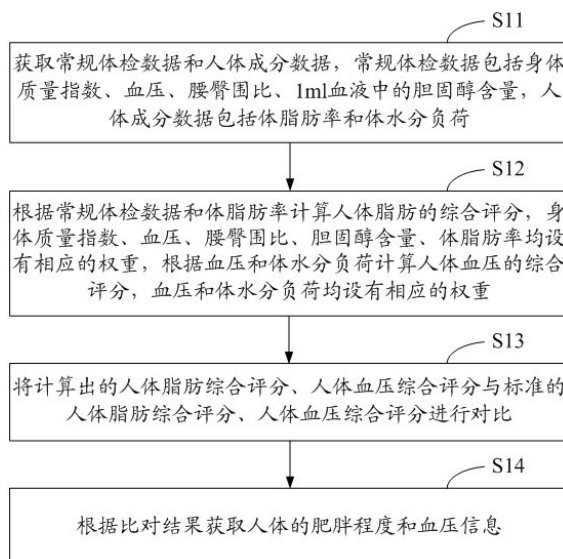 S11
获取常规体检数据和人体成分数据，常规体检数据包括身体
质量指数、血压、腰臀围比、1ml血液中的胆固醇含量，人
体成分数据包括体脂肪率和体水分负荷
S12
根据常规体检数据和体脂肪率计算人体脂肪的综合评分，身
体质量指数、血压、腰臀围比、胆固醇含量、体脂肪率均设
有相应的权重，根据血压和体水分负荷计算人体血压的综合
评分，血压和体水分负荷均设有相应的权重
S13
将计算出的人体脂肪综合评分、人体血压综合评分与标准的
人体脂肪综合评分、人体血压综合评分进行对比
S14
根据比对结果获取人体的肥胖程度和血压信息